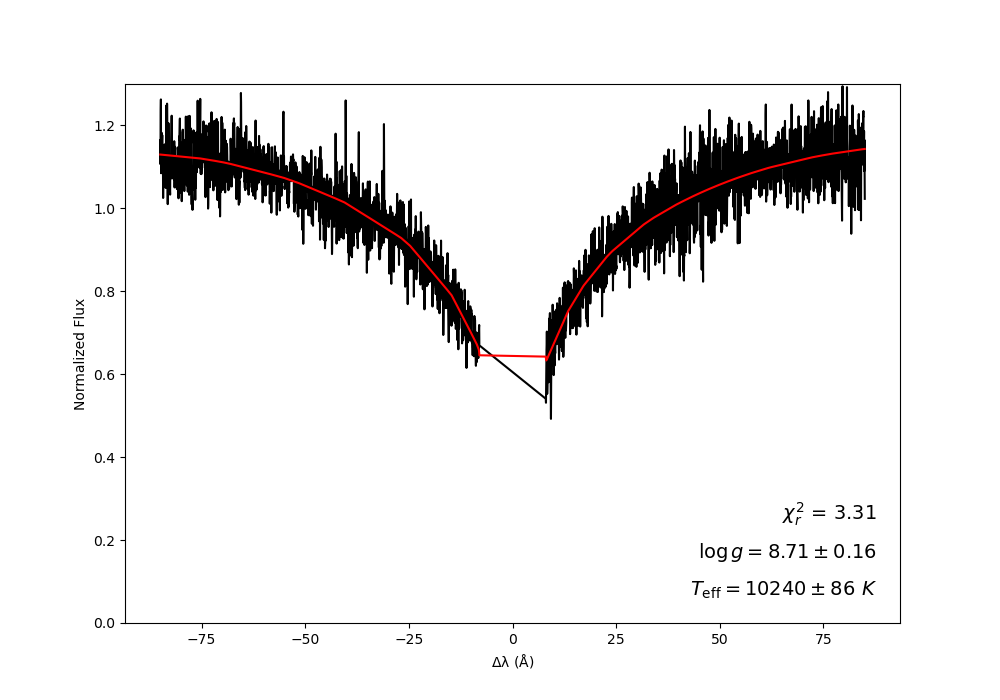 1.2
1.0
0.8
0.6
0.4
0.2
0.0
Normalized Flux
χ²ᵣ = 3.31
log g = 8.71 ± 0.16
T_eff = 10240 ± 86 K
−75 −50 −25 0 25 50 75
Δλ (Å)